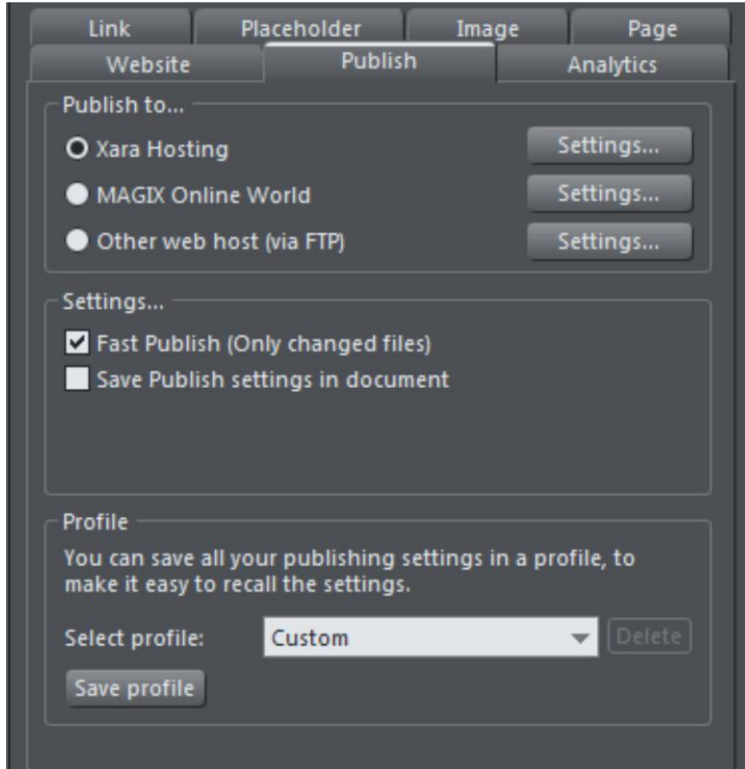 Link Placeholder Image Page
Website Publish Analytics
Publish to...
Xara Hosting Settings...
MAGIX Online World Settings...
Other web host (via FTP) Settings...
Settings...
Fast Publish (Only changed files)
Save Publish settings in document
Profile
You can save all your publishing settings in a profile, to
make it easy to recall the settings.
Select profile: Custom Delete
Save profile